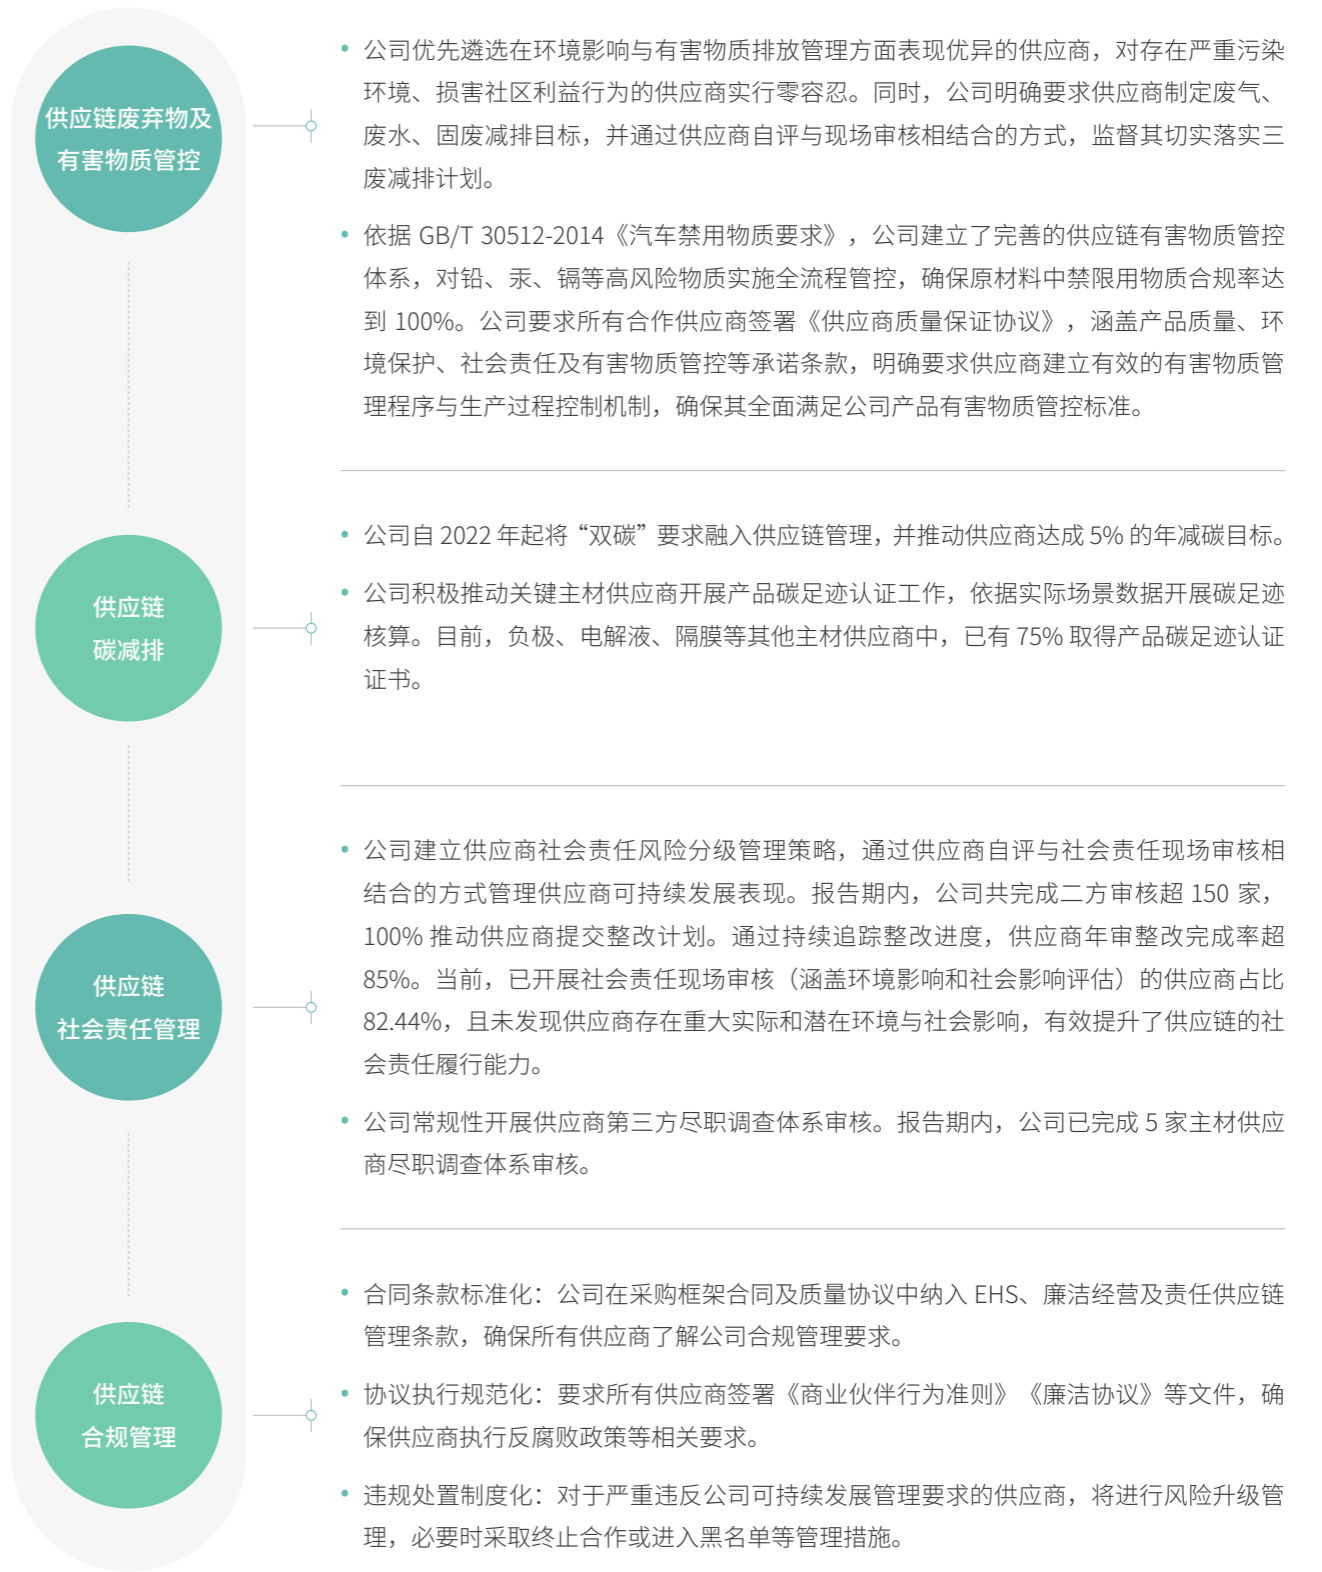 供应链废弃物及
有害物质管控
• 公司优先遴选在环境影响与有害物质排放管理方面表现优异的供应商，对存在严重污染
环境、损害社区利益行为的供应商实行零容忍。同时，公司明确要求供应商制定废气、
废水、固废减排目标，并通过供应商自评与现场审核相结合的方式，监督其切实落实三
废减排计划。
• 依据 GB/T 30512-2014《汽车禁用物质要求》，公司建立了完善的供应链有害物质管控
体系，对铅、汞、镉等高风险物质实施全流程管控，确保原材料中禁限用物质合规率达
到 100%。公司要求所有合作供应商签署《供应商质量保证协议》，涵盖产品质量、环
境保护、社会责任及有害物质管控等承诺条款，明确要求供应商建立有效的有害物质管
理程序与生产过程控制机制，确保其全面满足公司产品有害物质管控标准。
供应链
碳减排
• 公司自 2022 年起将“双碳”要求融入供应链管理，并推动供应商达成 5% 的年减碳目标。
• 公司积极推动关键主材供应商开展产品碳足迹认证工作，依据实际场景数据开展碳足迹
核算。目前，负极、电解液、隔膜等其他主材供应商中，已有 75% 取得产品碳足迹认证
证书。
供应链
社会责任管理
• 公司建立供应商社会责任风险分级管理策略，通过供应商自评与社会责任现场审核相
结合的方式管理供应商可持续发展表现。报告期内，公司共完成二方审核超 150 家，
100% 推动供应商提交整改计划。通过持续追踪整改进度，供应商年审整改完成率超
85%。当前，已开展社会责任现场审核（涵盖环境影响和社会影响评估）的供应商占比
82.44%，且未发现供应商存在重大实际和潜在环境与社会影响，有效提升了供应链的社
会责任履行能力。
• 公司常规性开展供应商第三方尽职调查体系审核。报告期内，公司已完成 5 家主材供应
商尽职调查体系审核。
供应链
合规管理
• 合同条款标准化：公司在采购框架合同及质量协议中纳入 EHS、廉洁经营及责任供应链
管理条款，确保所有供应商了解公司合规管理要求。
• 协议执行规范化：要求所有供应商签署《商业伙伴行为准则》《廉洁协议》等文件，确
保供应商执行反腐败政策等相关要求。
• 违规处置制度化：对于严重违反公司可持续发展管理要求的供应商，将进行风险升级管
理，必要时采取终止合作或进入黑名单等管理措施。